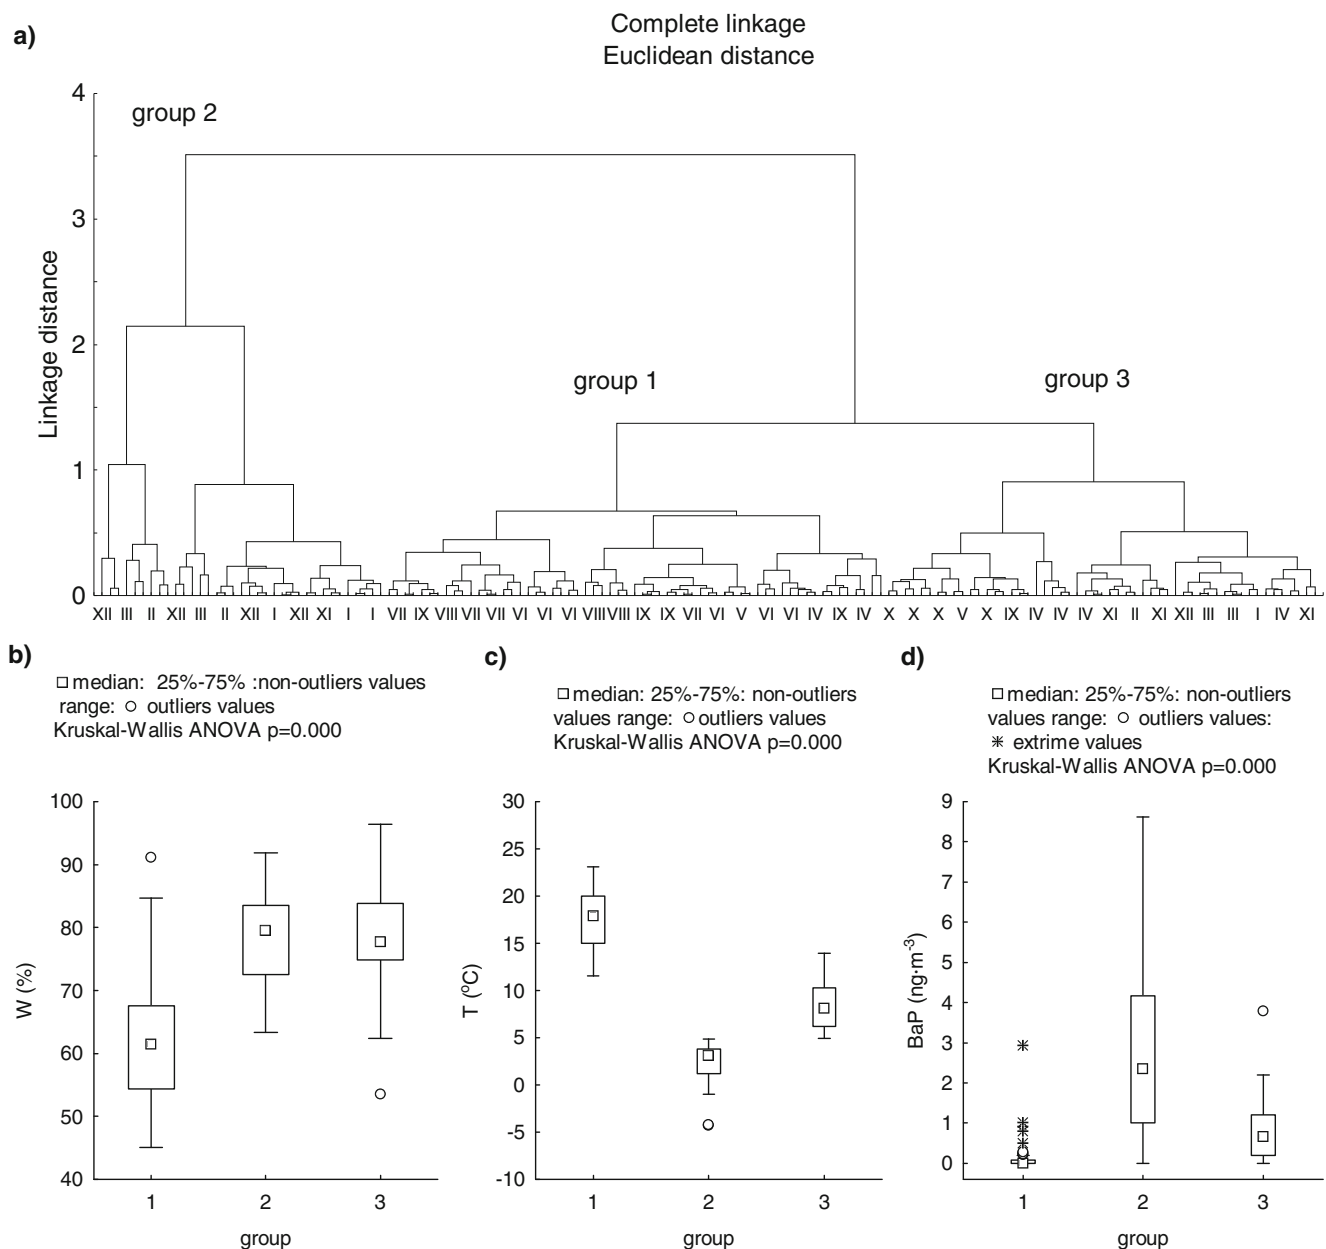 a)
Complete linkage
Euclidean distance
4
3
2
1
0
Linkage distance
group 2
group 1
group 3
XII III II XII III II XII I XII XI I I VII IX VIII VII VII VI VI VI VIII VIII IX IX VII VI V VI VI IV IX IV X X X V X IX IV IV IV XI II XI XII III III I IV XI
b)
□ median: 25%-75% :non-outliers values
range: ○ outliers values
Kruskal-Wallis ANOVA p=0.000
100
90
80
70
60
50
40
W (%)
1 2 3
group
c)
□ median: 25%-75%: non-outliers
values range: ○ outliers values
Kruskal-Wallis ANOVA p=0.000
30
25
20
15
10
5
0
-5
-10
T (ºC)
1 2 3
group
d)
□ median: 25%-75%: non-outliers
values range: ○ outliers values:
✳ extrime values
Kruskal-Wallis ANOVA p=0.000
9
8
7
6
5
4
3
2
1
0
BaP (ng·m⁻³)
1 2 3
group